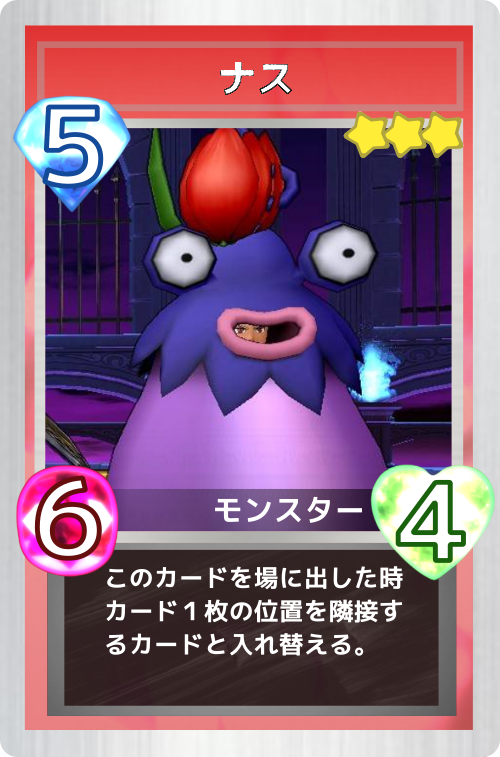 ナス
5
モンスター
6
4
このカードを場に出した時
カード１枚の位置を隣接す
るカードと入れ替える。